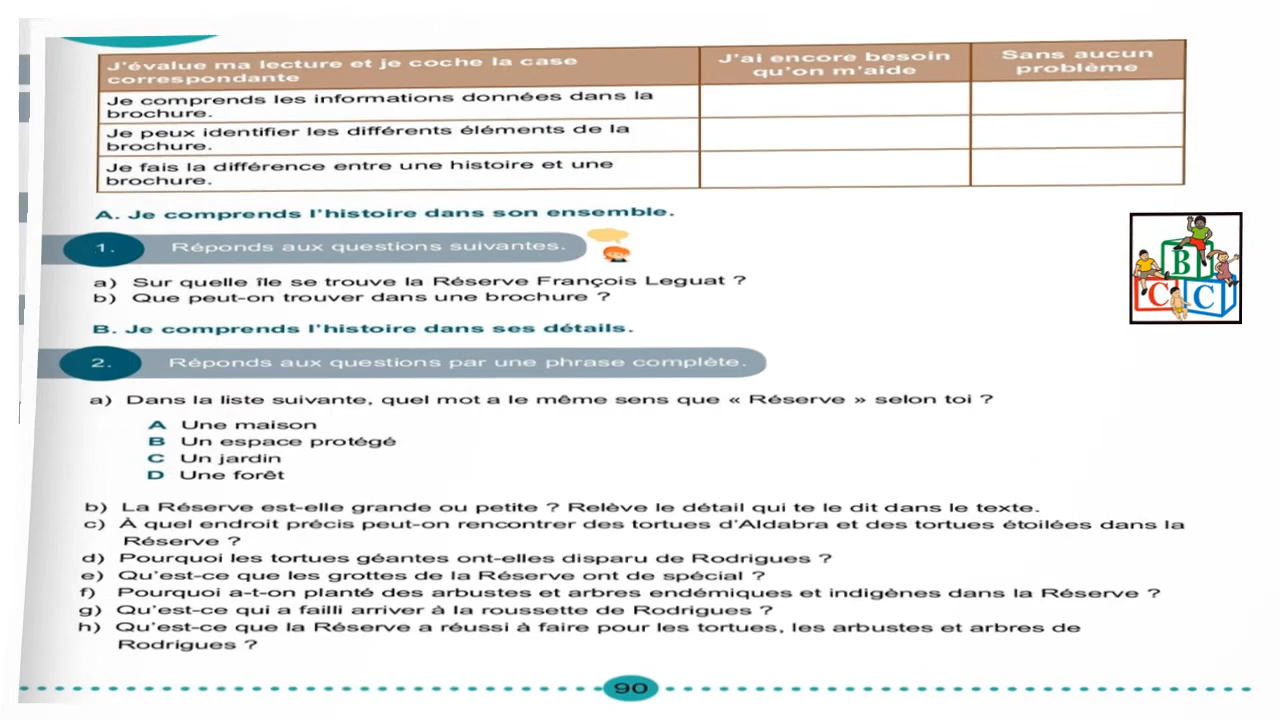 J'évalue ma lecture et je coche la case
correspondante
J'ai encore besoin
qu'on m'aide
Sans aucun
problème
Je comprends les informations données dans la
brochure.
Je peux identifier les différents éléments de la
brochure.
Je fais la différence entre une histoire et une
brochure.
A. Je comprends l'histoire dans son ensemble.
1. Réponds aux questions suivantes.
a) Sur quelle île se trouve la Réserve François Leguat ?
b) Que peut-on trouver dans une brochure ?
B C C
B. Je comprends l'histoire dans ses détails.
2. Réponds aux questions par une phrase complète.
a) Dans la liste suivante, quel mot a le même sens que « Réserve » selon toi ?
A Une maison
B Un espace protégé
C Un jardin
D Une forêt
b) La Réserve est-elle grande ou petite ? Relève le détail qui te le dit dans le texte.
c) À quel endroit précis peut-on rencontrer des tortues d'Aldabra et des tortues étoilées dans la
Réserve ?
d) Pourquoi les tortues géantes ont-elles disparu de Rodrigues ?
e) Qu'est-ce que les grottes de la Réserve ont de spécial ?
f) Pourquoi a-t-on planté des arbustes et arbres endémiques et indigènes dans la Réserve ?
g) Qu'est-ce qui a failli arriver à la roussette de Rodrigues ?
h) Qu'est-ce que la Réserve a réussi à faire pour les tortues, les arbustes et arbres de
Rodrigues ?
90